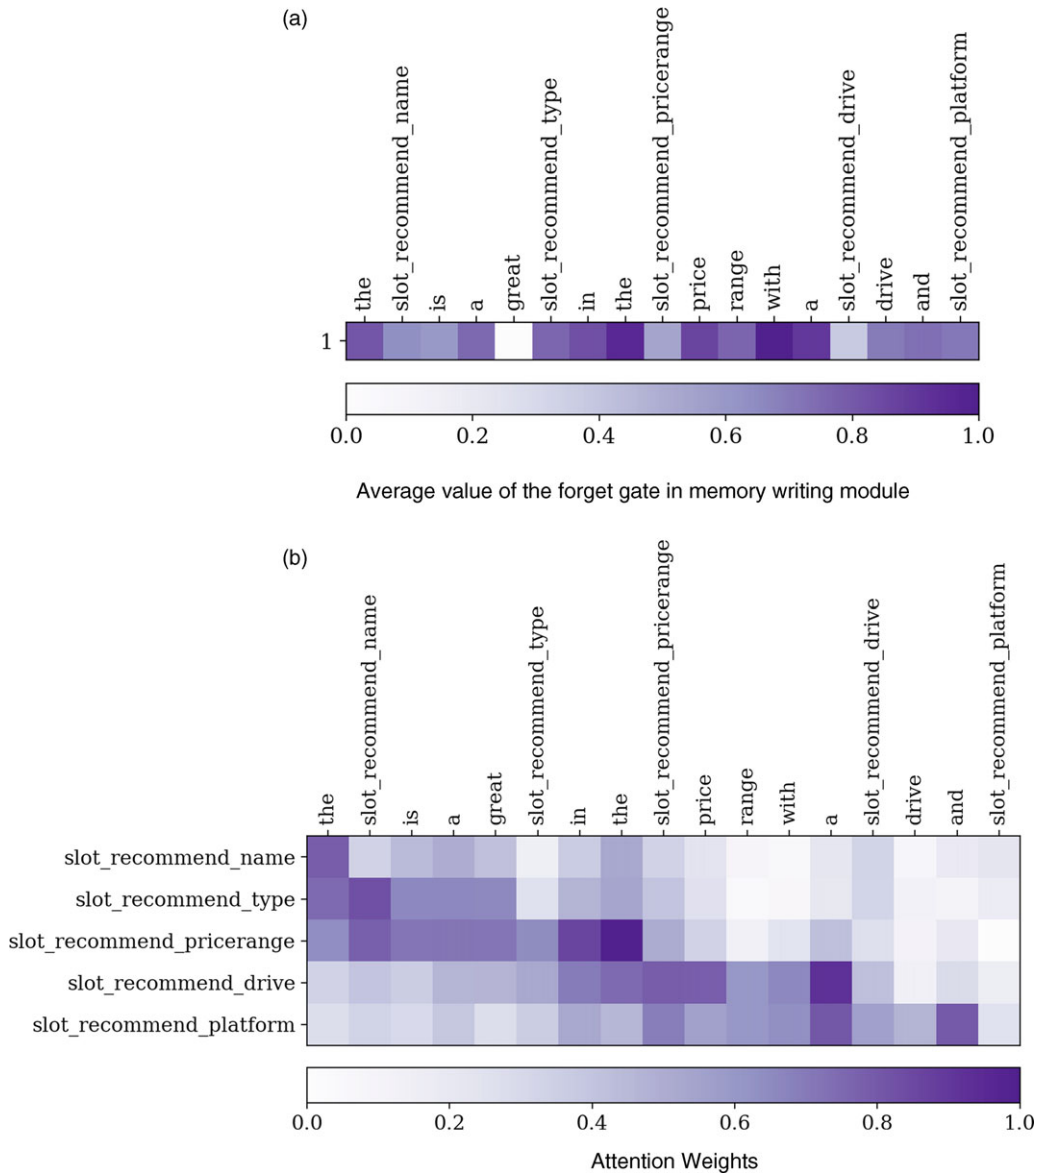 (a)
the
slot_recommend_name
is
a
great
slot_recommend_type
in
the
slot_recommend_pricerange
price
range
with
a
slot_recommend_drive
drive
and
slot_recommend_platform
1
0.0 0.2 0.4 0.6 0.8 1.0
Average value of the forget gate in memory writing module
(b)
the
slot_recommend_name
is
a
great
slot_recommend_type
in
the
slot_recommend_pricerange
price
range
with
a
slot_recommend_drive
drive
and
slot_recommend_platform
slot_recommend_name
slot_recommend_type
slot_recommend_pricerange
slot_recommend_drive
slot_recommend_platform
0.0 0.2 0.4 0.6 0.8 1.0
Attention Weights